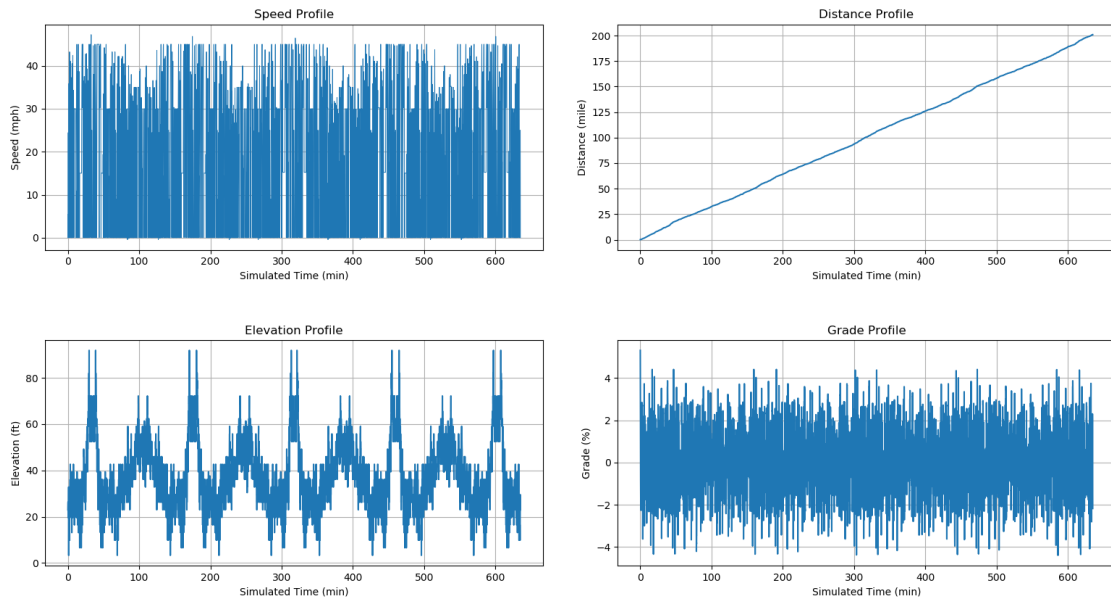 Speed Profile
Speed (mph)
40
30
20
10
0
0 100 200 300 400 500 600
Simulated Time (min)
Distance Profile
Distance (mile)
200
175
150
125
100
75
50
25
0
0 100 200 300 400 500 600
Simulated Time (min)
Elevation Profile
Elevation (ft)
80
60
40
20
0
0 100 200 300 400 500 600
Simulated Time (min)
Grade Profile
Grade (%)
4
2
0
−2
−4
0 100 200 300 400 500 600
Simulated Time (min)